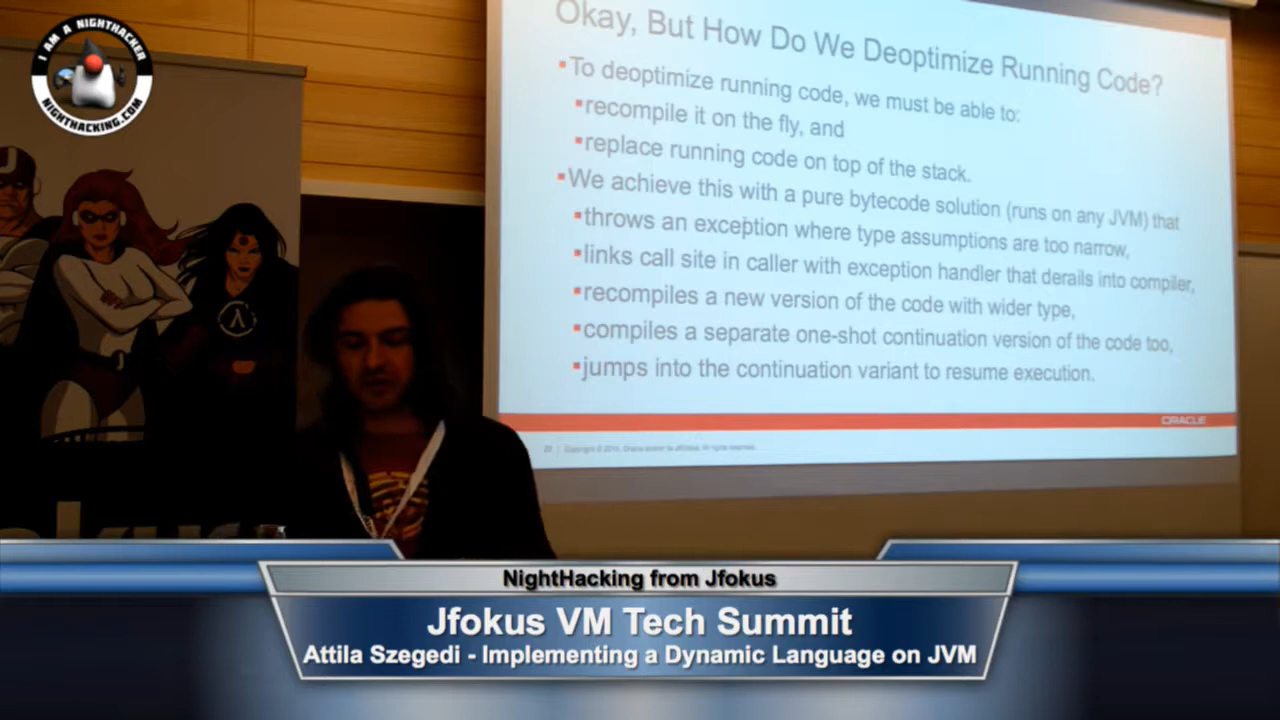 I AM A NIGHTHACKER
NIGHTHACKING.COM
Okay, But How Do We Deoptimize Running Code?
To deoptimize running code, we must be able to:
recompile it on the fly, and
replace running code on top of the stack.
We achieve this with a pure bytecode solution (runs on any JVM) that
throws an exception where type assumptions are too narrow,
links call site in caller with exception handler that derails into compiler,
recompiles a new version of the code with wider type,
compiles a separate one-shot continuation version of the code too,
jumps into the continuation variant to resume execution.
ORACLE
J
λ
NightHacking from Jfokus
Jfokus VM Tech Summit
Attila Szegedi - Implementing a Dynamic Language on JVM